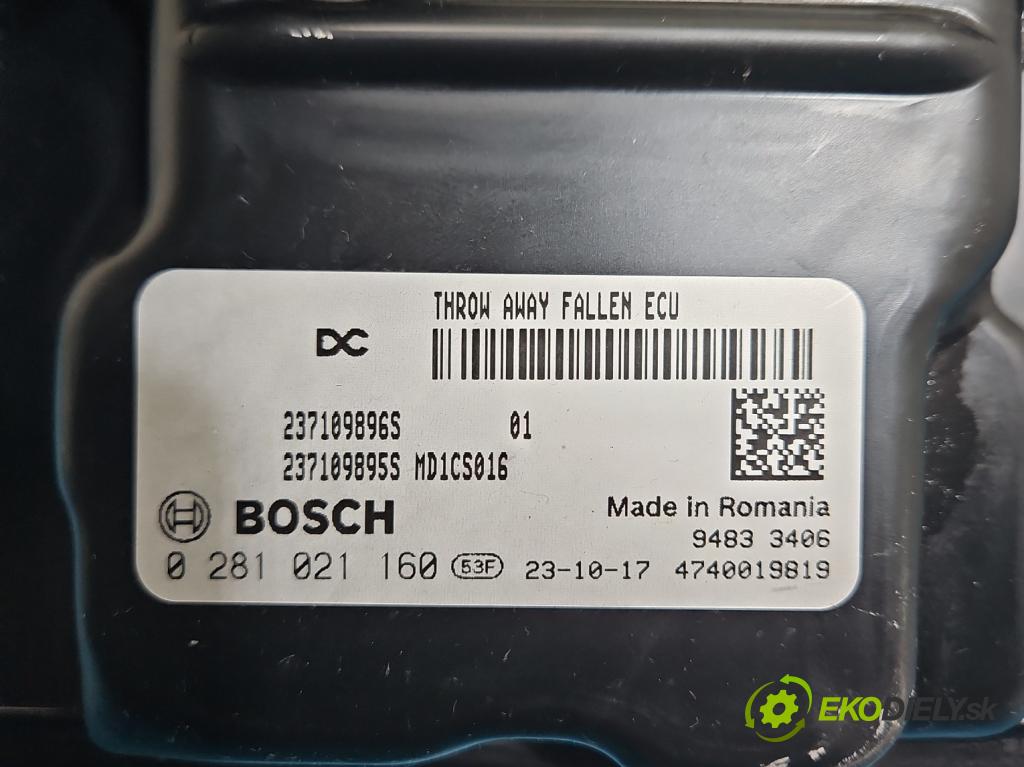 THROW AWAY FALLEN ECU
DC
237109896S 01
237109895S MD1CS016
BOSCH
Made in Romania
9483 3406
0 281 021 160 53F 23-10-17 4740019819
EKODIELY.sk